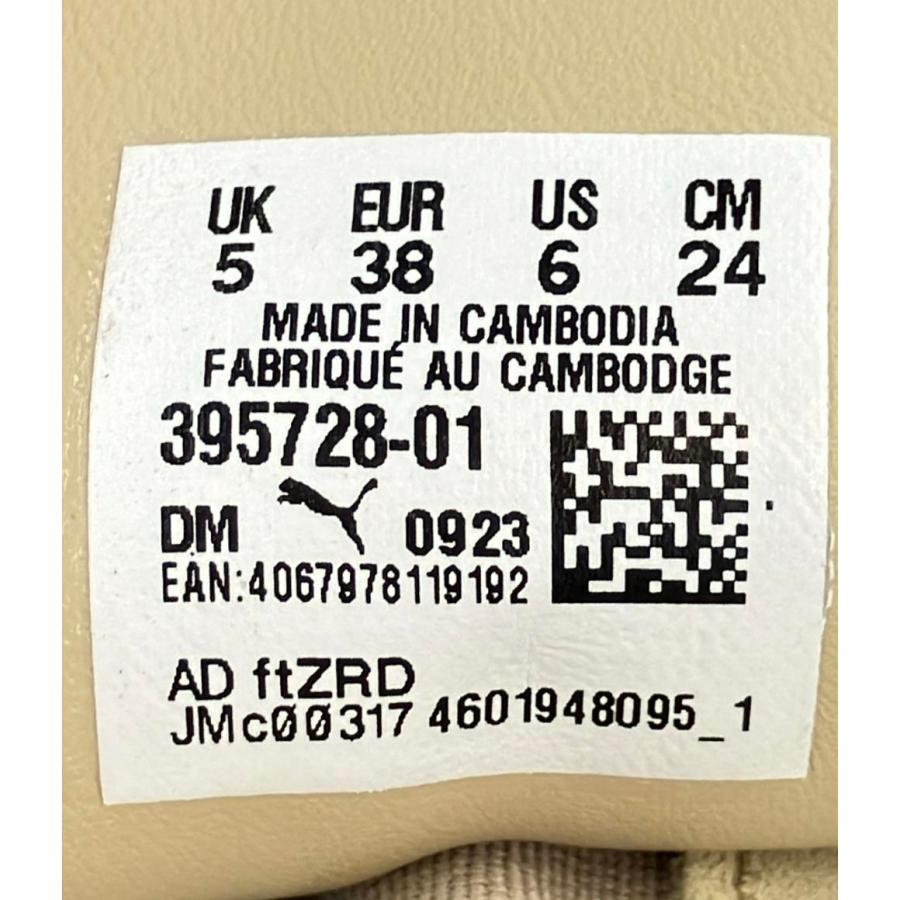 UK EUR US CM
5 38 6 24
MADE IN CAMBODIA
FABRIQUÉ AU CAMBODGE
395728-01
DM 0923
EAN:4067978119192
AD ftZRD
JMc00317 4601948095_1